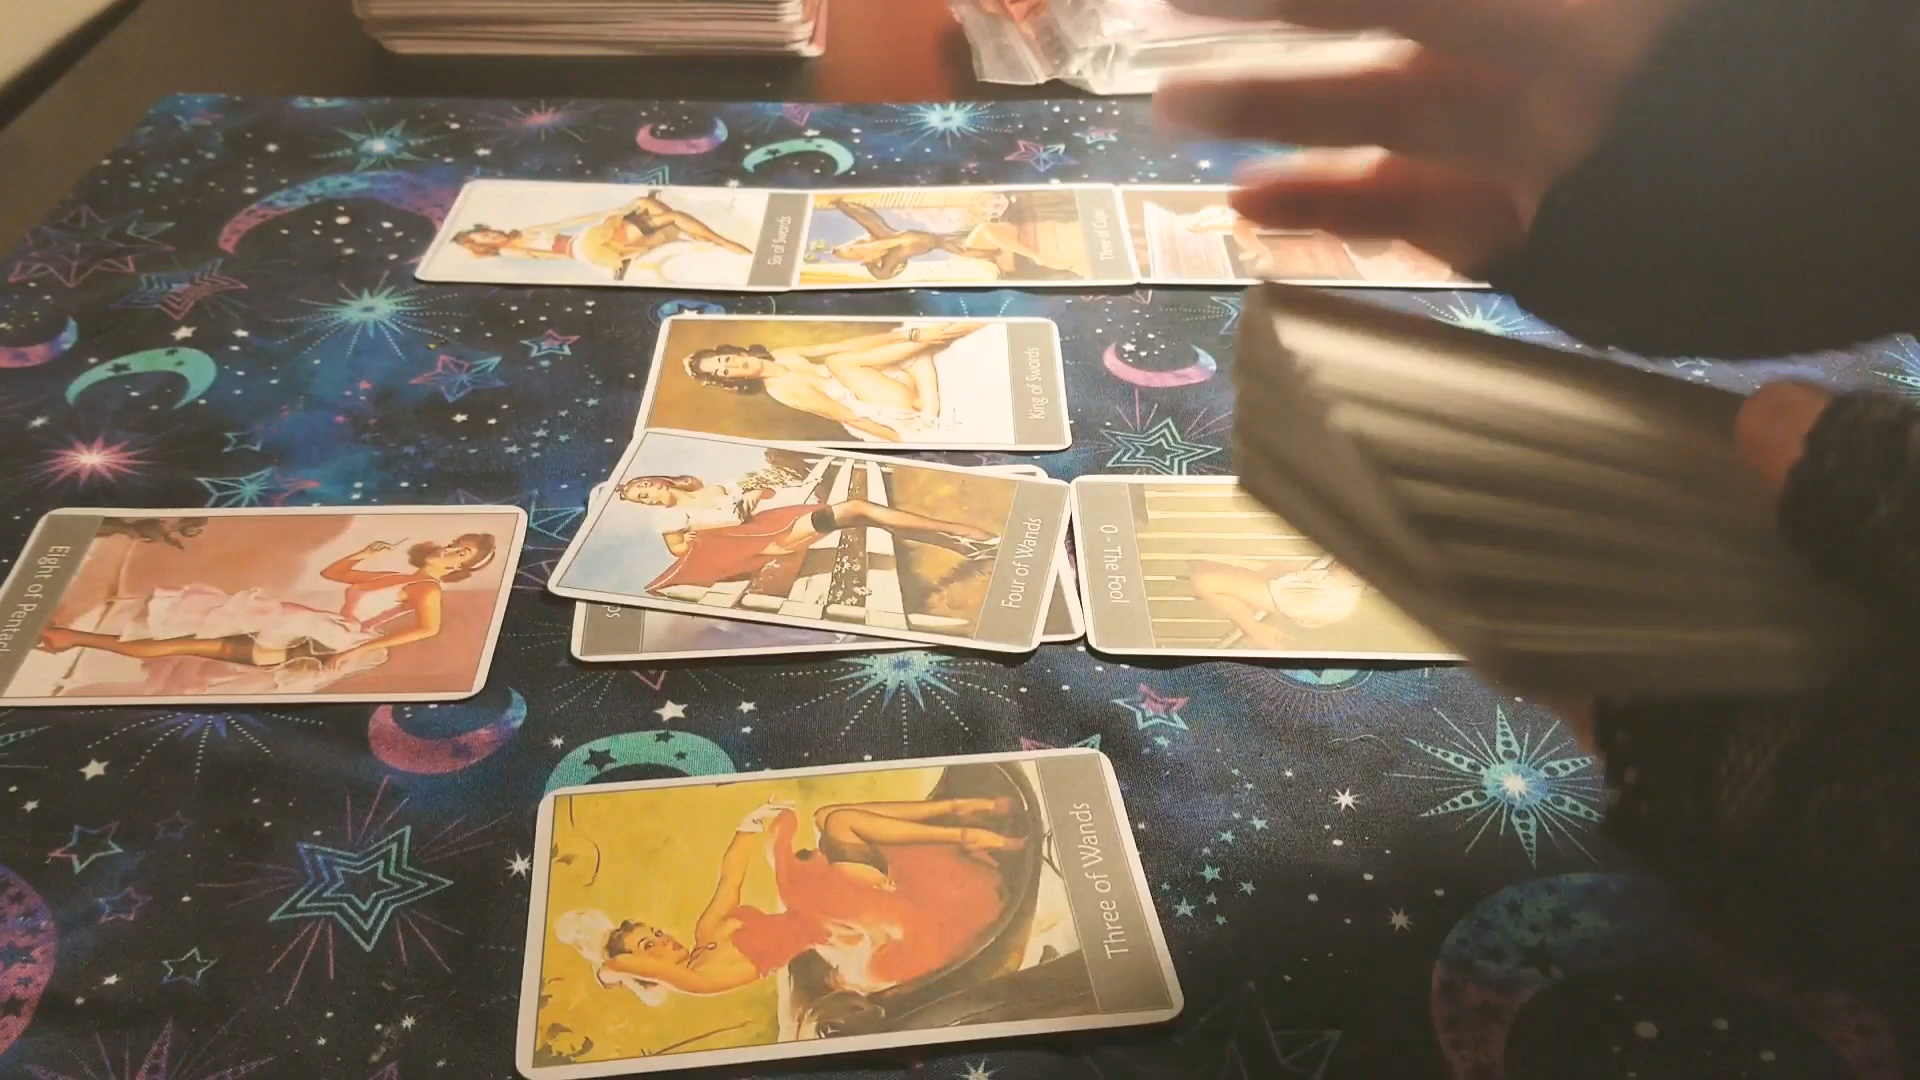 Six of Swords
Three of Cups
King of Swords
Eight of Pentac
Four of Wands
0 - The Fool
Three of Wands